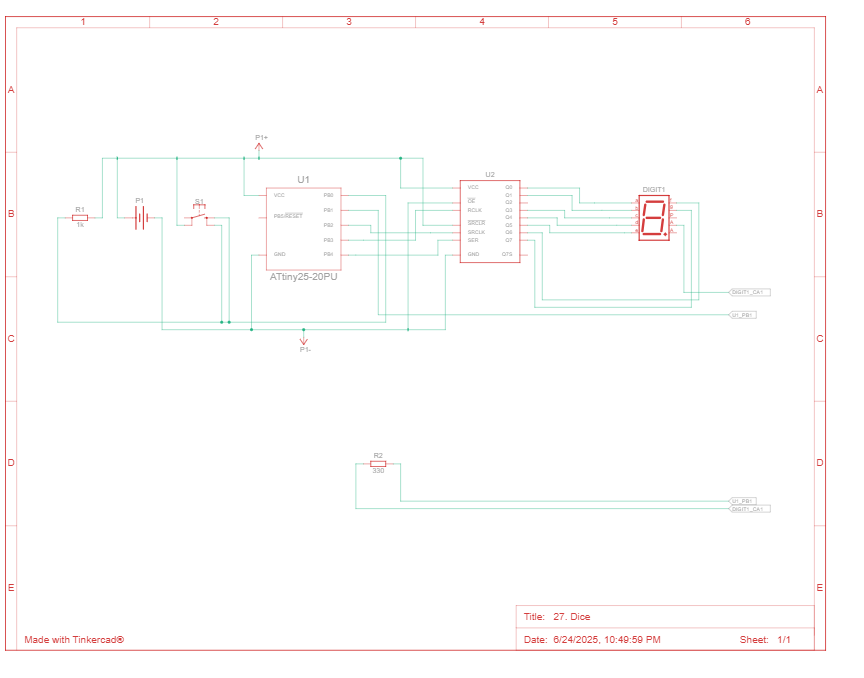 1 2 3 4 5 6
A A
P1+
U1
U2
VCC PB0
PB1
PB5/RESET
PB2
PB3
GND PB4
ATtiny25-20PU
VCC Q0
Q1
OE Q2
RCLK Q3
Q4
SRCLR Q5
SRCLK Q6
SER Q7
GND Q7S
DIGIT1
B B
R1
1k
P1
S1
DIGIT1_CA1
U1_PB1
C C
P1-
D D
R2
330
U1_PB1
DIGIT1_CA1
E E
Title: 27. Dice
Made with Tinkercad®
Date: 6/24/2025, 10:49:59 PM Sheet: 1/1